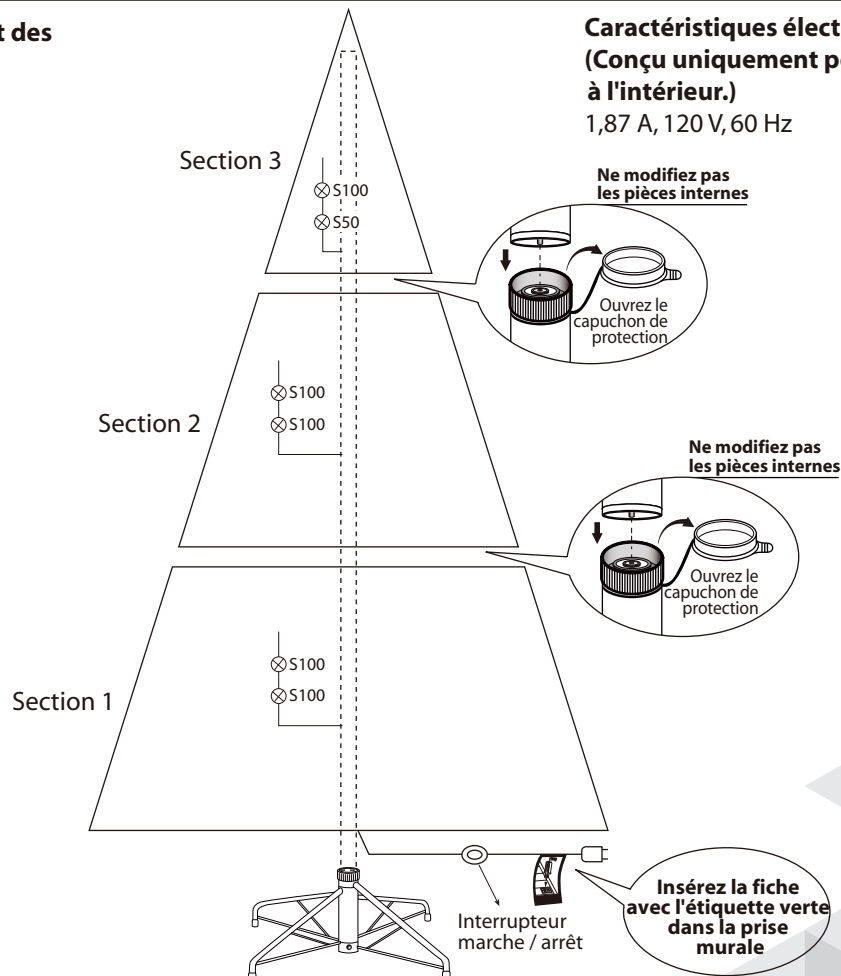 t des
Caractéristiques élect
(Conçu uniquement p
à l'intérieur.)
1,87 A, 120 V, 60 Hz
Section 3
S100
S50
Ne modifiez pas
les pièces internes
Ouvrez le
capuchon de
protection
Section 2
S100
S100
Ne modifiez pas
les pièces internes
Ouvrez le
capuchon de
protection
Section 1
S100
S100
Interrupteur
marche / arrêt
Insérez la fiche
avec l'étiquette verte
dans la prise
murale